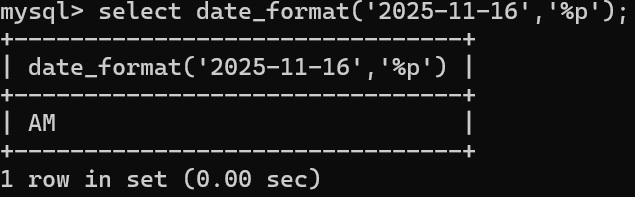 mysql> select date_format('2025-11-16','%p');
+--------------------------------+
| date_format('2025-11-16','%p') |
+--------------------------------+
| AM                             |
+--------------------------------+
1 row in set (0.00 sec)